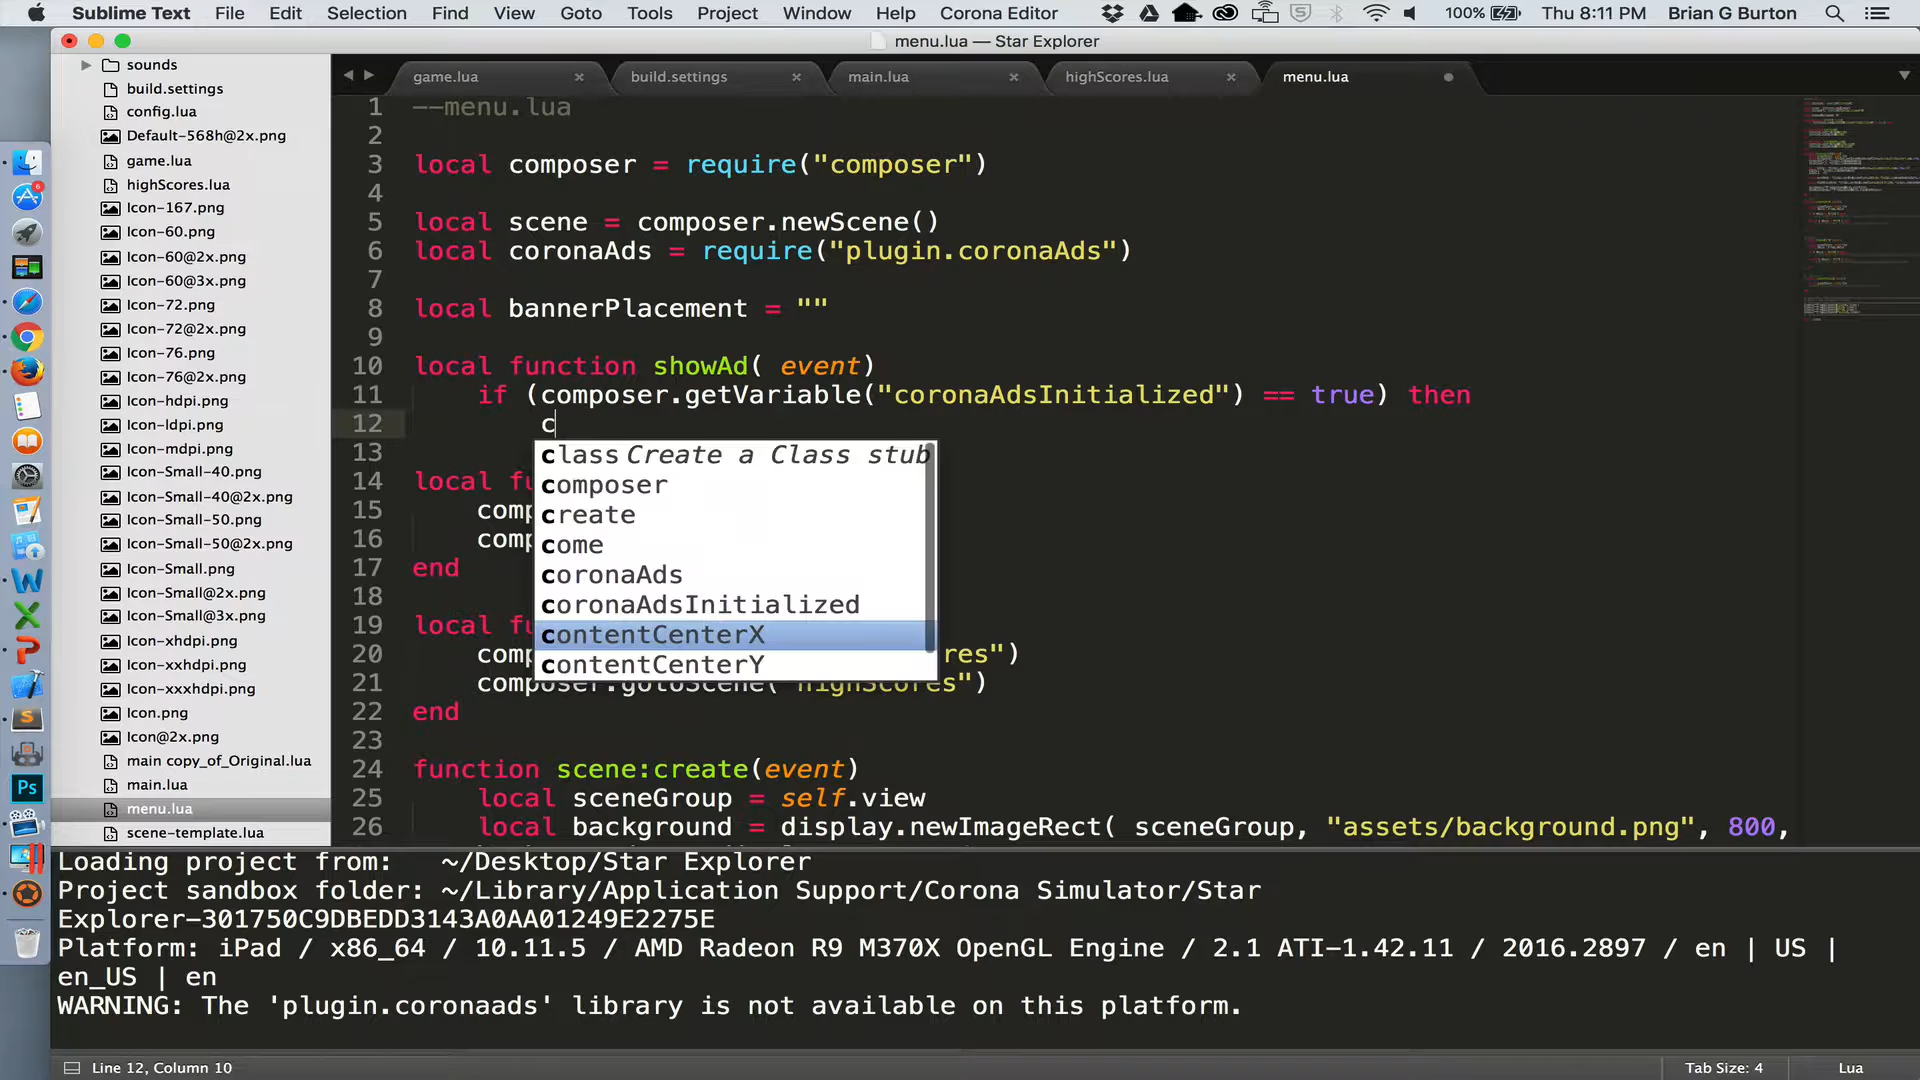 Sublime Text File Edit Selection Find View Goto Tools Project Window Help Corona Editor 100% Thu 8:11 PM Brian G Burton
menu.lua — Star Explorer
game.lua build.settings main.lua highScores.lua menu.lua
sounds
build.settings
config.lua
Default-568h@2x.png
game.lua
highScores.lua
Icon-167.png
Icon-60.png
Icon-60@2x.png
Icon-60@3x.png
Icon-72.png
Icon-72@2x.png
Icon-76.png
Icon-76@2x.png
Icon-hdpi.png
Icon-ldpi.png
Icon-mdpi.png
Icon-Small-40.png
Icon-Small-40@2x.png
Icon-Small-50.png
Icon-Small-50@2x.png
Icon-Small.png
Icon-Small@2x.png
Icon-Small@3x.png
Icon-xhdpi.png
Icon-xxhdpi.png
Icon-xxxhdpi.png
Icon.png
Icon@2x.png
main copy_of_Original.lua
main.lua
menu.lua
scene-template.lua
1 --menu.lua
2
3 local composer = require("composer")
4
5 local scene = composer.newScene()
6 local coronaAds = require("plugin.coronaAds")
7
8 local bannerPlacement = ""
9
10 local function showAd( event)
11 if (composer.getVariable("coronaAdsInitialized") == true) then
12 c
13
14 local fu
15 comp
16 comp
17 end
18
19 local fu
20 comp res")
21 composer.gotoScene("highScores")
22 end
23
24 function scene:create(event)
25 local sceneGroup = self.view
26 local background = display.newImageRect( sceneGroup, "assets/background.png", 800,
class Create a Class stub
composer
create
come
coronaAds
coronaAdsInitialized
contentCenterX
contentCenterY
Loading project from: ~/Desktop/Star Explorer
Project sandbox folder: ~/Library/Application Support/Corona Simulator/Star
Explorer-301750C9DBEDD3143A0AA01249E2275E
Platform: iPad / x86_64 / 10.11.5 / AMD Radeon R9 M370X OpenGL Engine / 2.1 ATI-1.42.11 / 2016.2897 / en | US |
en_US | en
WARNING: The 'plugin.coronaads' library is not available on this platform.
Line 12, Column 10 Tab Size: 4 Lua